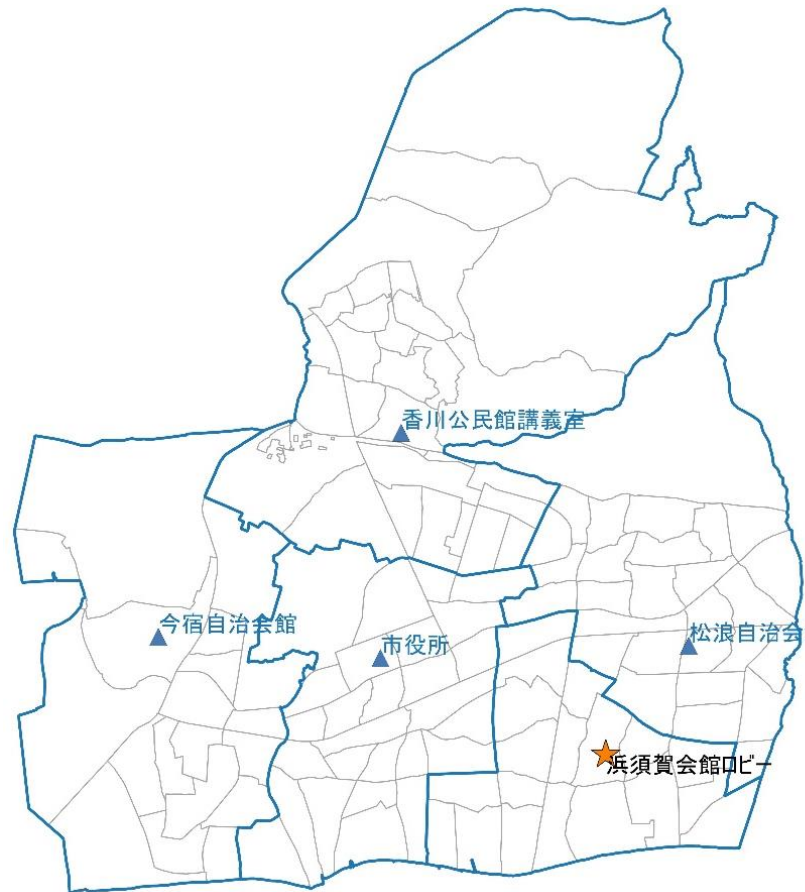 香川公民館講義室
今宿自治会館
市役所
松浪自治会
浜須賀会館ロビー